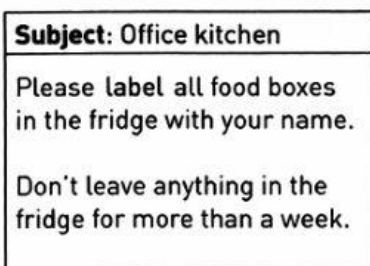 Subject: Office kitchen
Please label all food boxes
in the fridge with your name.
Don't leave anything in the
fridge for more than a week.